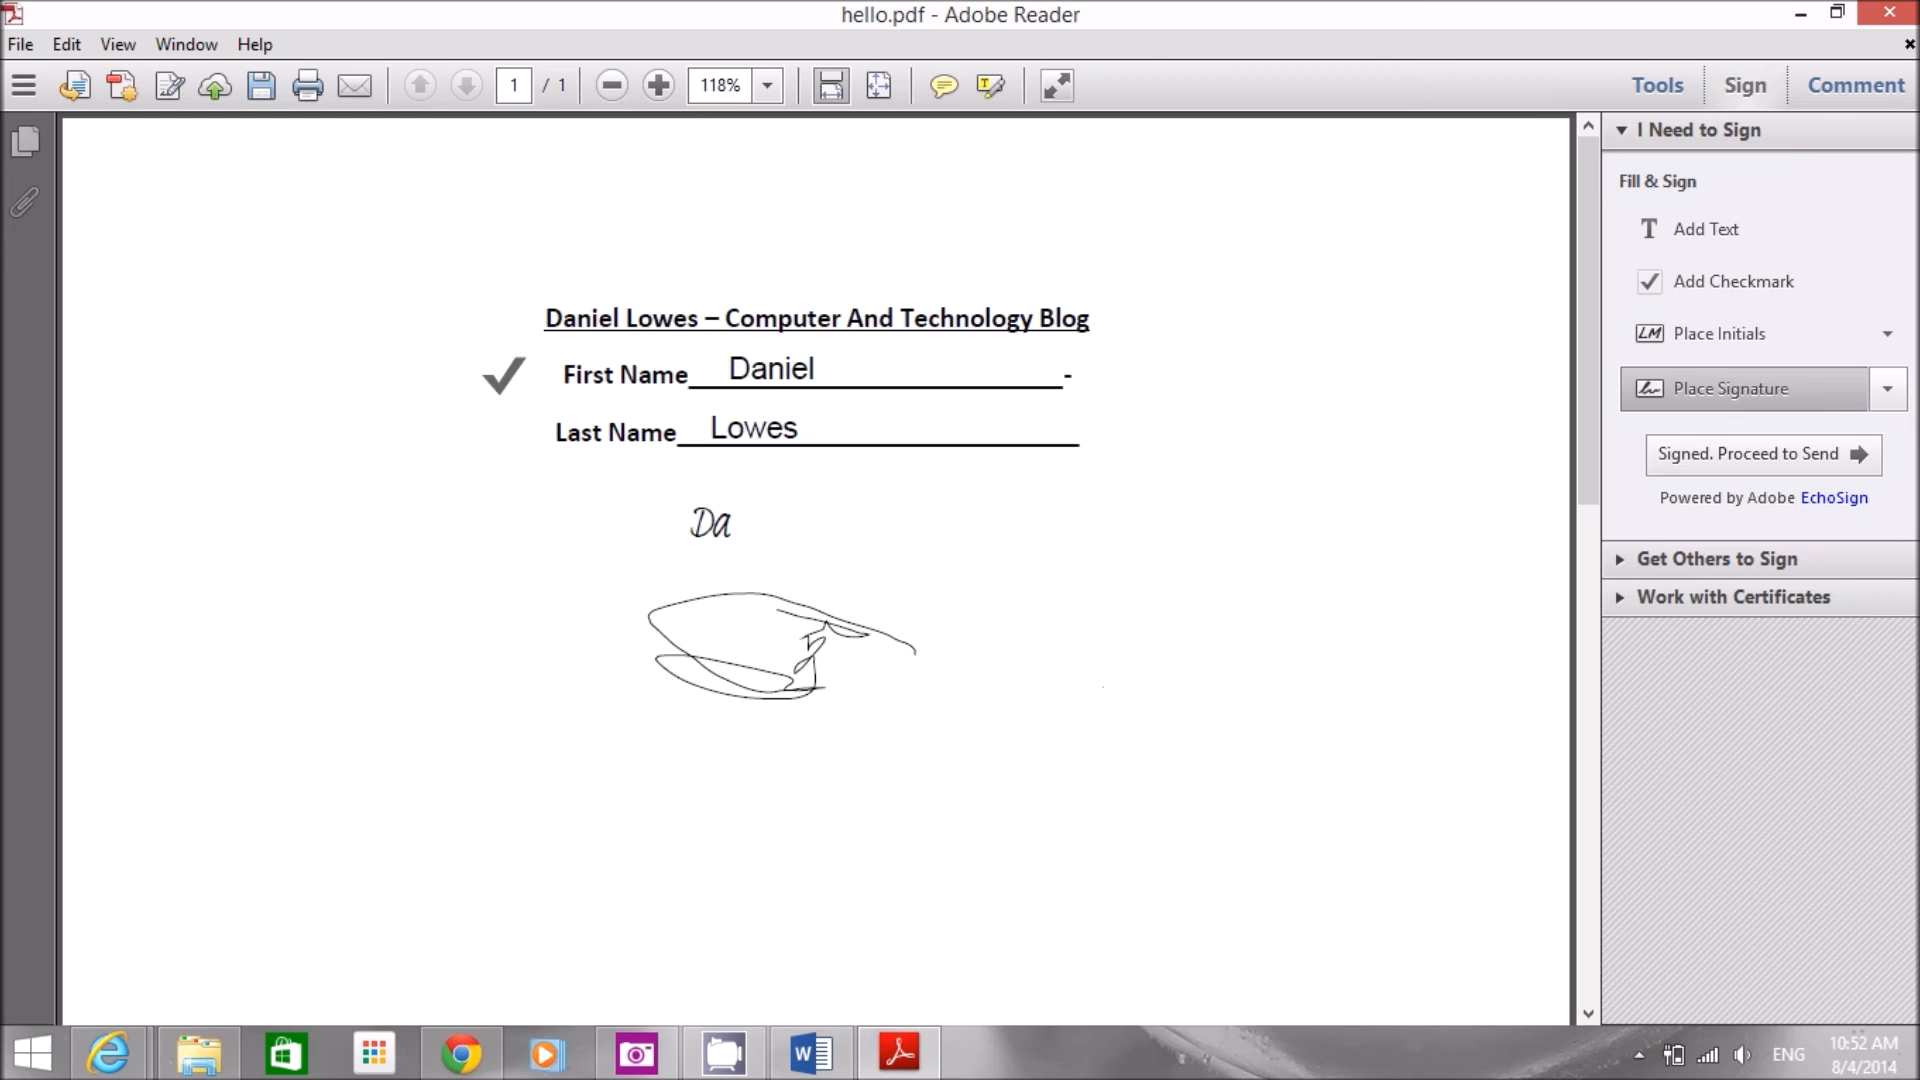 hello.pdf - Adobe Reader
File Edit View Window Help
1 / 1 118% Tools Sign Comment
I Need to Sign
Fill & Sign
T Add Text
Add Checkmark
LM Place Initials
Place Signature
Signed. Proceed to Send
Powered by Adobe EchoSign
Get Others to Sign
Work with Certificates
Daniel Lowes – Computer And Technology Blog
First Name Daniel -
Last Name Lowes
Da
ENG 10:52 AM
8/4/2014